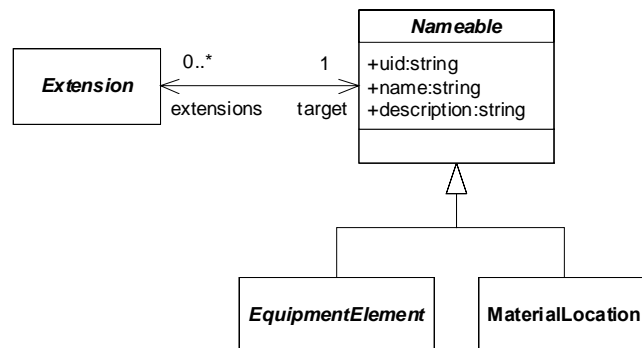 Nameable
+uid:string
+name:string
+description:string
Extension
0..*
1
extensions
target
EquipmentElement
MaterialLocation